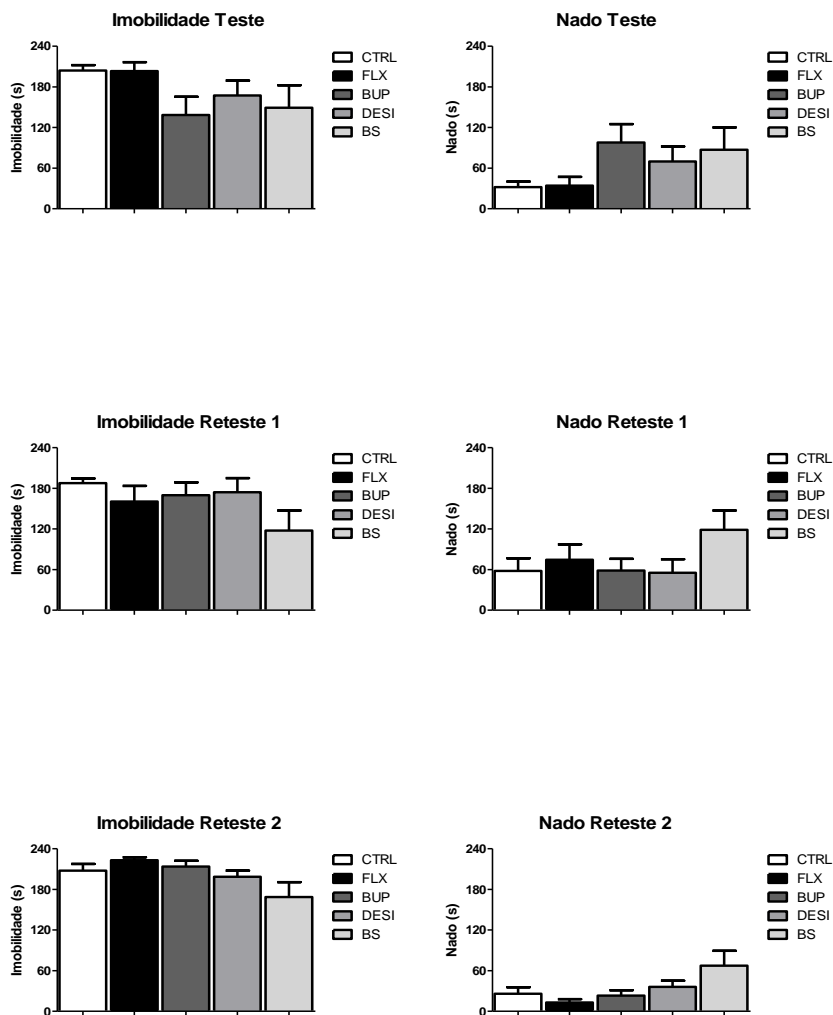 Imobilidade Teste
Imobilidade (s)
240
180
120
60
0
CTRL
FLX
BUP
DESI
BS
Nado Teste
Nado (s)
240
180
120
60
0
CTRL
FLX
BUP
DESI
BS
Imobilidade Reteste 1
Imobilidade (s)
240
180
120
60
0
CTRL
FLX
BUP
DESI
BS
Nado Reteste 1
Nado (s)
240
180
120
60
0
CTRL
FLX
BUP
DESI
BS
Imobilidade Reteste 2
Imobilidade (s)
240
180
120
60
0
CTRL
FLX
BUP
DESI
BS
Nado Reteste 2
Nado (s)
240
180
120
60
0
CTRL
FLX
BUP
DESI
BS